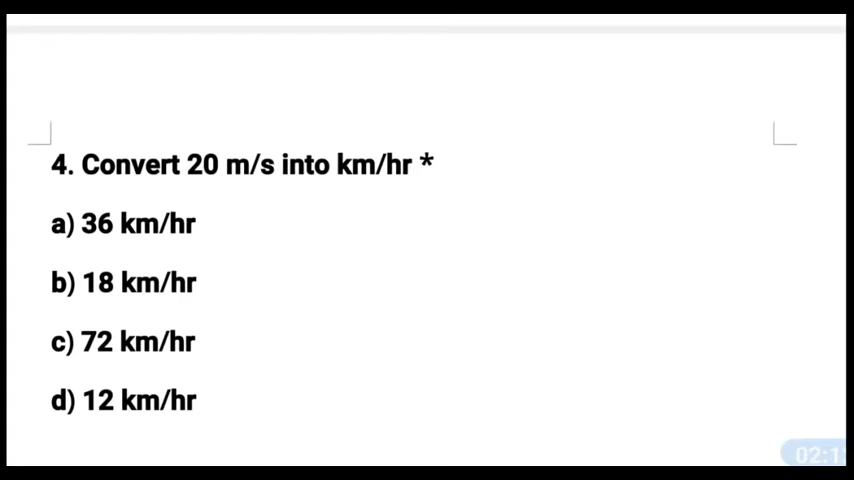 4. Convert 20 m/s into km/hr *
a) 36 km/hr
b) 18 km/hr
c) 72 km/hr
d) 12 km/hr